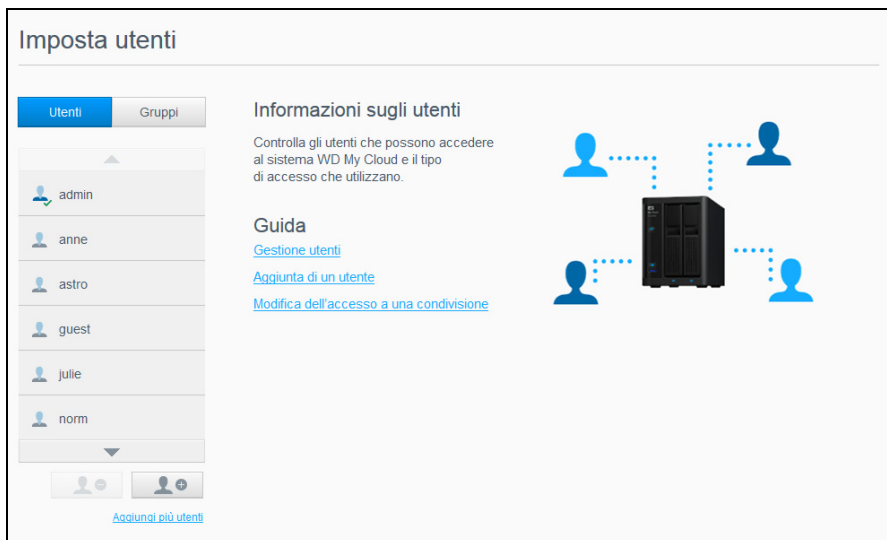 Imposta utenti
Utenti
Gruppi
admin
anne
astro
guest
julie
norm
Aggiungi più utenti
Informazioni sugli utenti
Controlla gli utenti che possono accedere
al sistema WD My Cloud e il tipo
di accesso che utilizzano.
Guida
Gestione utenti
Aggiunta di un utente
Modifica dell'accesso a una condivisione